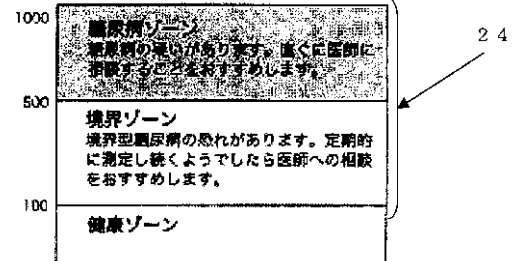 1000
糖尿病ゾーン
糖尿病の疑いがあります。直ぐに医師に
相談することをおすすめします。
500
境界ゾーン
境界型糖尿病の恐れがあります。定期的
に測定し続くようでしたら医師への相談
をおすすめします。
100
健康ゾーン
24